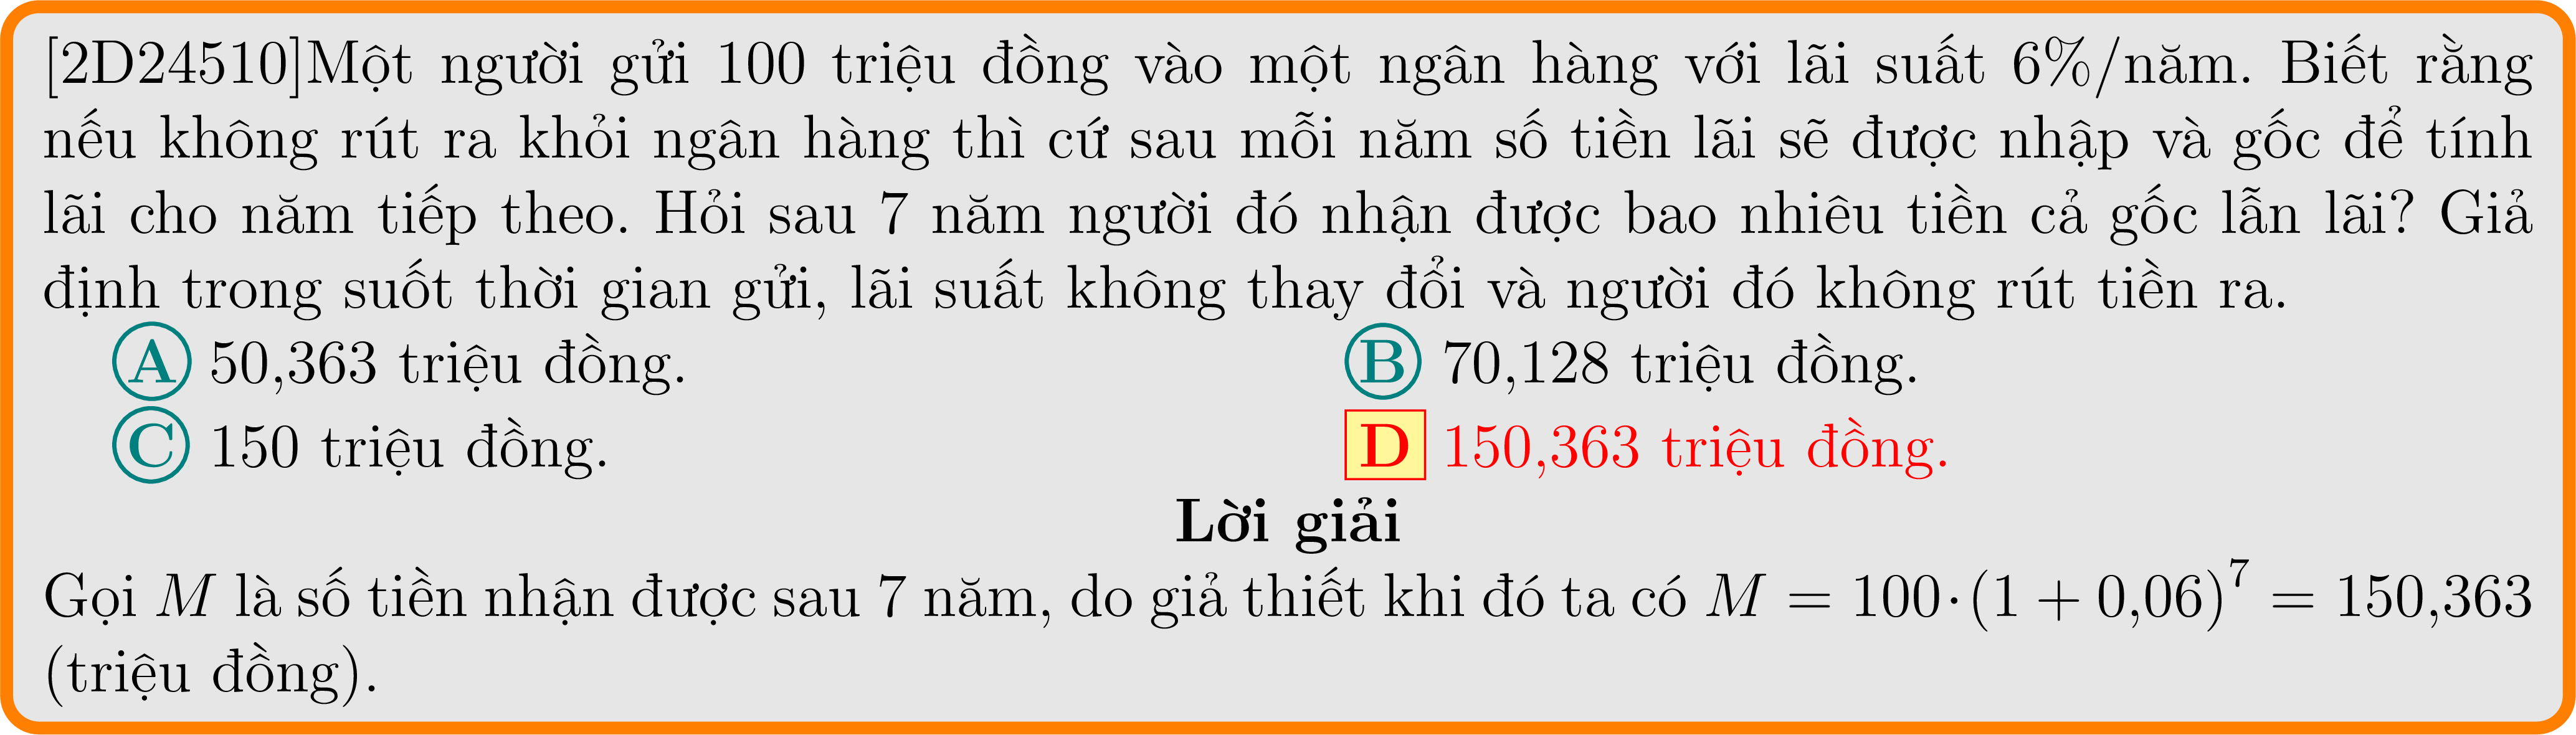 [2D24510]Một người gửi 100 triệu đồng vào một ngân hàng với lãi suất 6%/năm. Biết rằng
nếu không rút ra khỏi ngân hàng thì cứ sau mỗi năm số tiền lãi sẽ được nhập và gốc để tính
lãi cho năm tiếp theo. Hỏi sau 7 năm người đó nhận được bao nhiêu tiền cả gốc lẫn lãi? Giả
định trong suốt thời gian gửi, lãi suất không thay đổi và người đó không rút tiền ra.
A 50,363 triệu đồng. B 70,128 triệu đồng.
C 150 triệu đồng. D 150,363 triệu đồng.
Lời giải
Gọi M là số tiền nhận được sau 7 năm, do giả thiết khi đó ta có M = 100·(1 + 0,06)⁷ = 150,363
(triệu đồng).